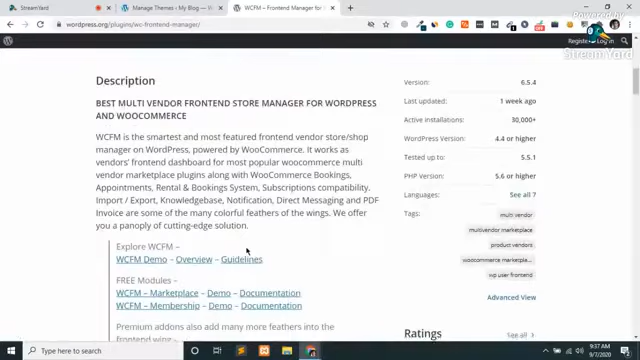 StreamYard
Manage Themes ‹ My Blog — W
WCFM – Frontend Manager for
wordpress.org/plugins/wc-frontend-manager/
Powered by
StreamYard
Register
Log In
Description
BEST MULTI VENDOR FRONTEND STORE MANAGER FOR WORDPRESS
AND WOOCOMMERCE
WCFM is the smartest and most featured frontend vendor store/shop
manager on WordPress, powered by WooCommerce. It works as
vendors' frontend dashboard for most popular woocommerce multi
vendor marketplace plugins along with WooCommerce Bookings,
Appointments, Rental & Bookings System, Subscriptions compatibility,
Import / Export, Knowledgebase, Notification, Direct Messaging and PDF
Invoice are some of the many colorful feathers of the wings. We offer
you a panoply of cutting-edge solution.
Explore WCFM –
WCFM Demo – Overview – Guidelines
FREE Modules –
WCFM – Marketplace – Demo – Documentation
WCFM – Membership – Demo – Documentation
Premium addons also add many more feathers into the
frontend wing –
Version: 6.5.4
Last updated: 1 week ago
Active installations: 30,000+
WordPress Version: 4.4 or higher
Tested up to: 5.5.1
PHP Version: 5.6 or higher
Languages: See all 7
Tags: multi vendor
multivendor marketplace
product vendors
woocommerce marketpla...
wp user frontend
Advanced View
Ratings See all
Type here to search
9:37 AM
9/7/2020